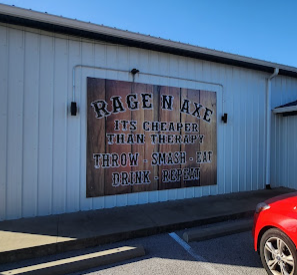 RAGE N AXE
ITS CHEAPER
THAN THERAPY
THROW - SMASH - EAT
DRINK - REPEAT